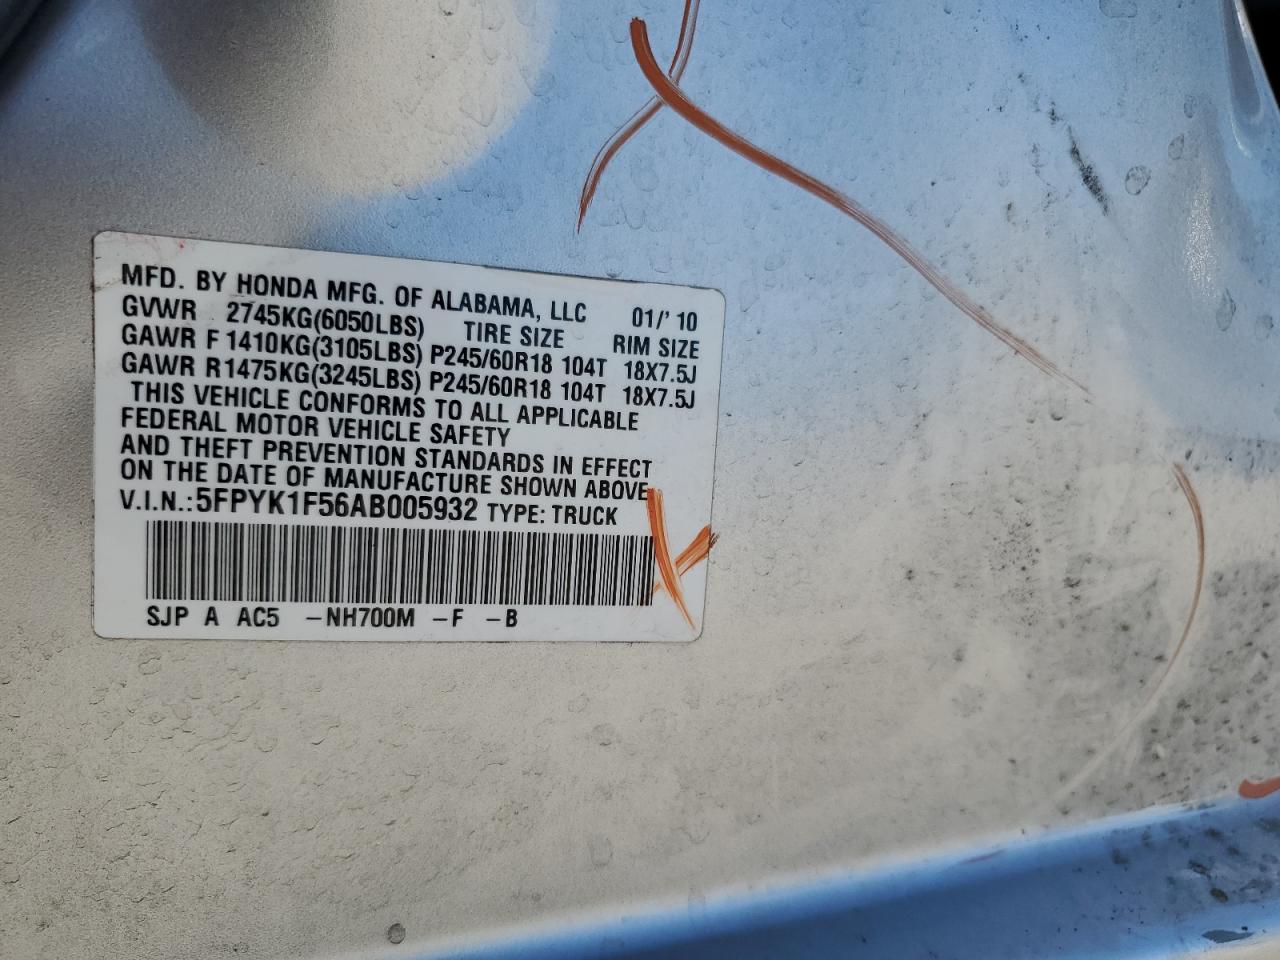 MFD. BY HONDA MFG. OF ALABAMA, LLC 01/'10
GVWR 2745KG(6050LBS) TIRE SIZE RIM SIZE
GAWR F 1410KG(3105LBS) P245/60R18 104T 18X7.5J
GAWR R1475KG(3245LBS) P245/60R18 104T 18X7.5J
THIS VEHICLE CONFORMS TO ALL APPLICABLE
FEDERAL MOTOR VEHICLE SAFETY
AND THEFT PREVENTION STANDARDS IN EFFECT
ON THE DATE OF MANUFACTURE SHOWN ABOVE
V.I.N.:5FPYK1F56AB005932 TYPE: TRUCK
SJP A AC5 –NH700M –F –B